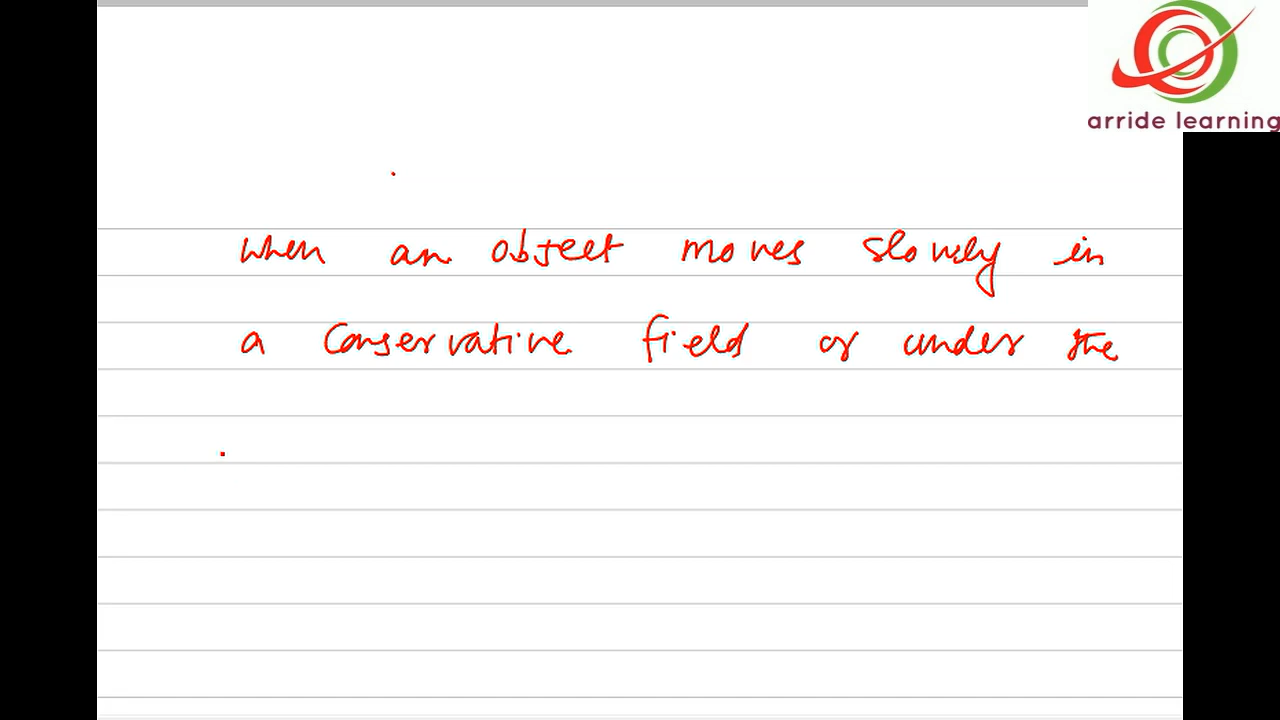 arride learning
when an object moves slowly in
a Conservative field or under the